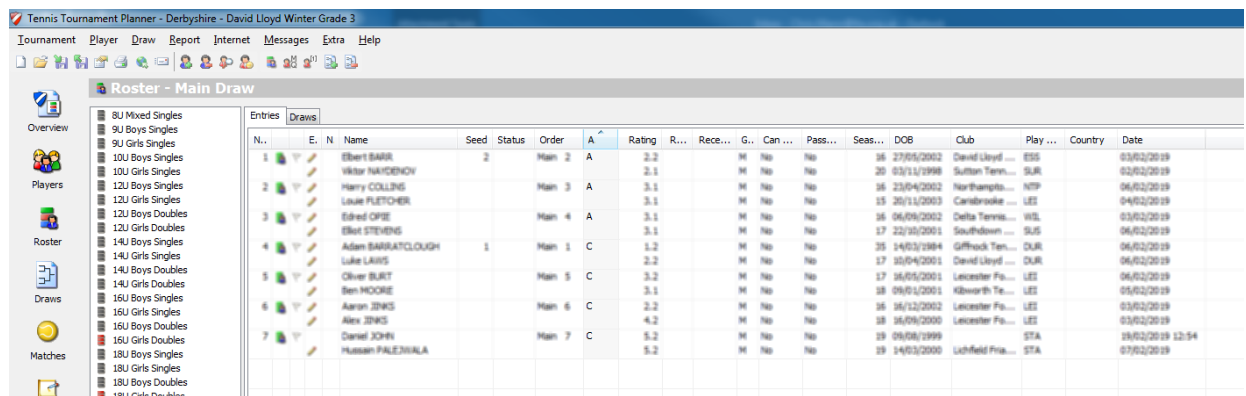 Tennis Tournament Planner - Derbyshire - David Lloyd Winter Grade 3
Tournament Player Draw Report Internet Messages Extra Help
Roster - Main Draw
Overview
Players
Roster
Draws
Matches
8U Mixed Singles
9U Boys Singles
9U Girls Singles
10U Boys Singles
10U Girls Singles
12U Boys Singles
12U Girls Singles
12U Boys Doubles
12U Girls Doubles
14U Boys Singles
14U Girls Singles
14U Boys Doubles
14U Girls Doubles
16U Boys Singles
16U Girls Singles
16U Boys Doubles
16U Girls Doubles
18U Boys Singles
18U Girls Singles
18U Boys Doubles
18U Girls Doubles
Entries Draws
N.. E. N Name Seed Status Order A Rating R... Rece... G.. Can ... Pass... Seas... DOB Club Play ... Country Date
1 2 Main 2 A 2.2 M No No 16 27/05/2002 David Lloyd ... ESS 03/02/2019
2.1 M No No 20 03/11/1998 Sutton Tenn... SUR 02/02/2019
2 Harry COLLINS Main 3 A 3.1 M No No 16 23/04/2002 Northampto... NTP 06/02/2019
Louie FLETCHER 3.1 M No No 15 20/11/2003 Carisbrooke ... LEI 04/02/2019
3 Main 4 A 3.1 M No No 16 06/09/2002 Delta Tennis... WIL 03/02/2019
Elliot STEVENS 3.1 M No No 17 22/10/2001 Southdown ... SUS 06/02/2019
4 Adam BARRATCLOUGH 1 Main 1 C 1.2 M No No 35 14/03/1984 Giffnock Ten... DUR 06/02/2019
Luke LAWS 2.2 M No No 17 10/04/2001 David Lloyd ... DUR 06/02/2019
5 Oliver BURT Main 5 C 3.2 M No No 17 16/05/2001 Leicester Fo... LEI 06/02/2019
Ben MOORE 3.1 M No No 18 09/01/2001 Kibworth Te... LEI 05/02/2019
6 Aaron JINKS Main 6 C 2.2 M No No 16 16/12/2002 Leicester Fo... LEI 03/02/2019
Alex JINKS 4.2 M No No 18 16/09/2000 Leicester Fo... LEI 03/02/2019
7 Daniel JOHN Main 7 C 5.2 M No No 19 09/08/1999 STA 19/02/2019 12:54
Hussain PALEJWALA 5.2 M No No 19 14/03/2000 Lichfield Fria... STA 07/02/2019